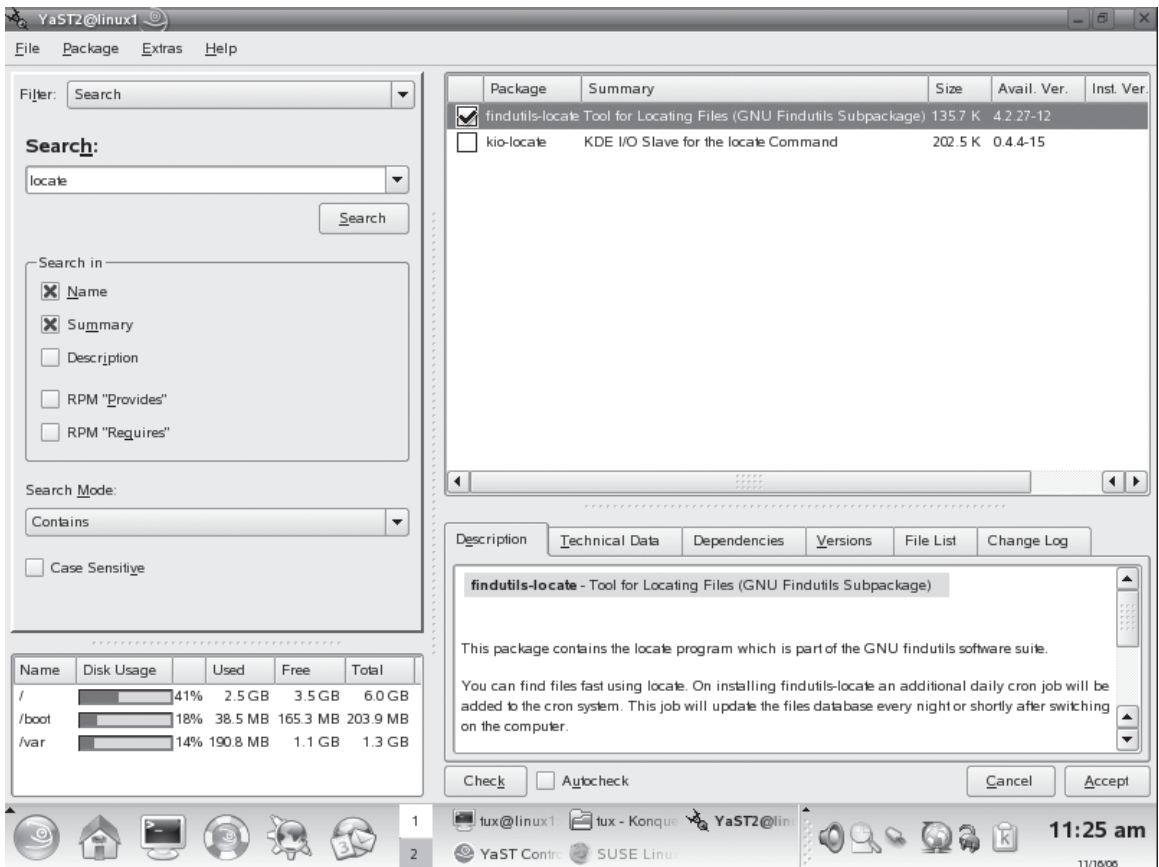 YaST2@linux1
File Package Extras Help
Filter: Search
Search:
locate
Search
Search in
Name
Summary
Description
RPM "Provides"
RPM "Requires"
Search Mode:
Contains
Case Sensitive
Name Disk Usage Used Free Total
/ 41% 2.5 GB 3.5 GB 6.0 GB
/boot 18% 38.5 MB 165.3 MB 203.9 MB
/var 14% 190.8 MB 1.1 GB 1.3 GB
Package Summary Size Avail. Ver. Inst. Ver.
findutils-locate Tool for Locating Files (GNU Findutils Subpackage) 135.7 K 4.2.27-12
kio-locate KDE I/O Slave for the locate Command 202.5 K 0.4.4-15
Description Technical Data Dependencies Versions File List Change Log
findutils-locate - Tool for Locating Files (GNU Findutils Subpackage)
This package contains the locate program which is part of the GNU findutils software suite.
You can find files fast using locate. On installing findutils-locate an additional daily cron job will be
added to the cron system. This job will update the files database every night or shortly after switching
on the computer.
Check Autocheck Cancel Accept
1 tux@linux1 tux - Konque YaST2@lin
2 YaST Contro SUSE Linu
11:25 am
11/16/06